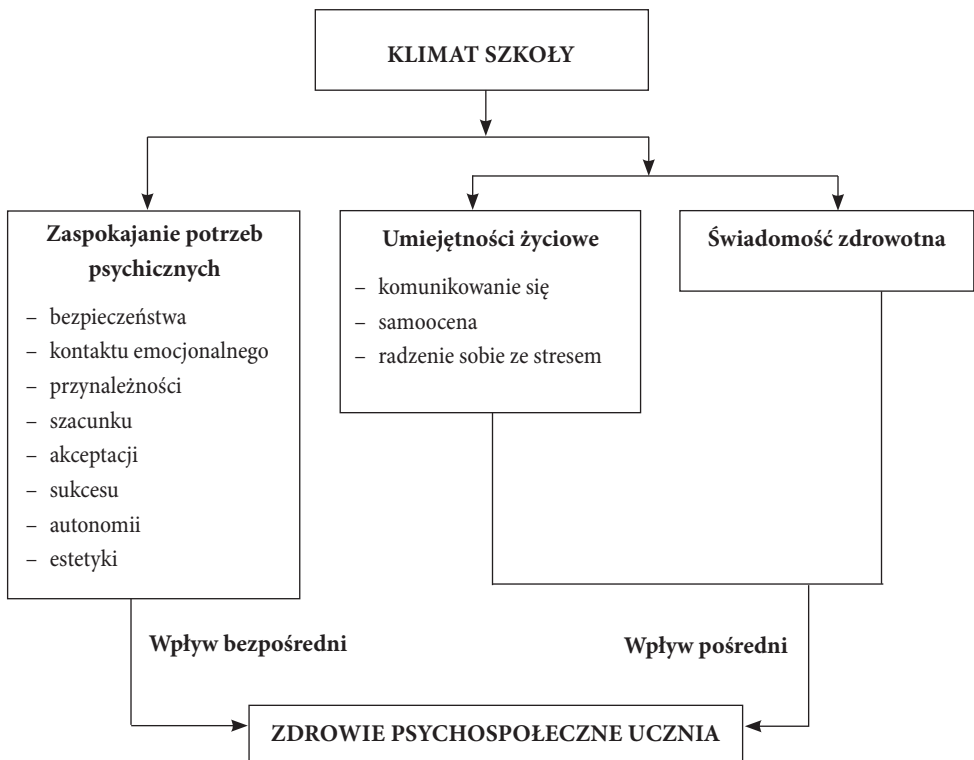 KLIMAT SZKOŁY
Zaspokajanie potrzeb
psychicznych
– bezpieczeństwa
– kontaktu emocjonalnego
– przynależności
– szacunku
– akceptacji
– sukcesu
– autonomii
– estetyki
Umiejętności życiowe
– komunikowanie się
– samoocena
– radzenie sobie ze stresem
Świadomość zdrowotna
Wpływ bezpośredni
Wpływ pośredni
ZDROWIE PSYCHOSPOŁECZNE UCZNIA